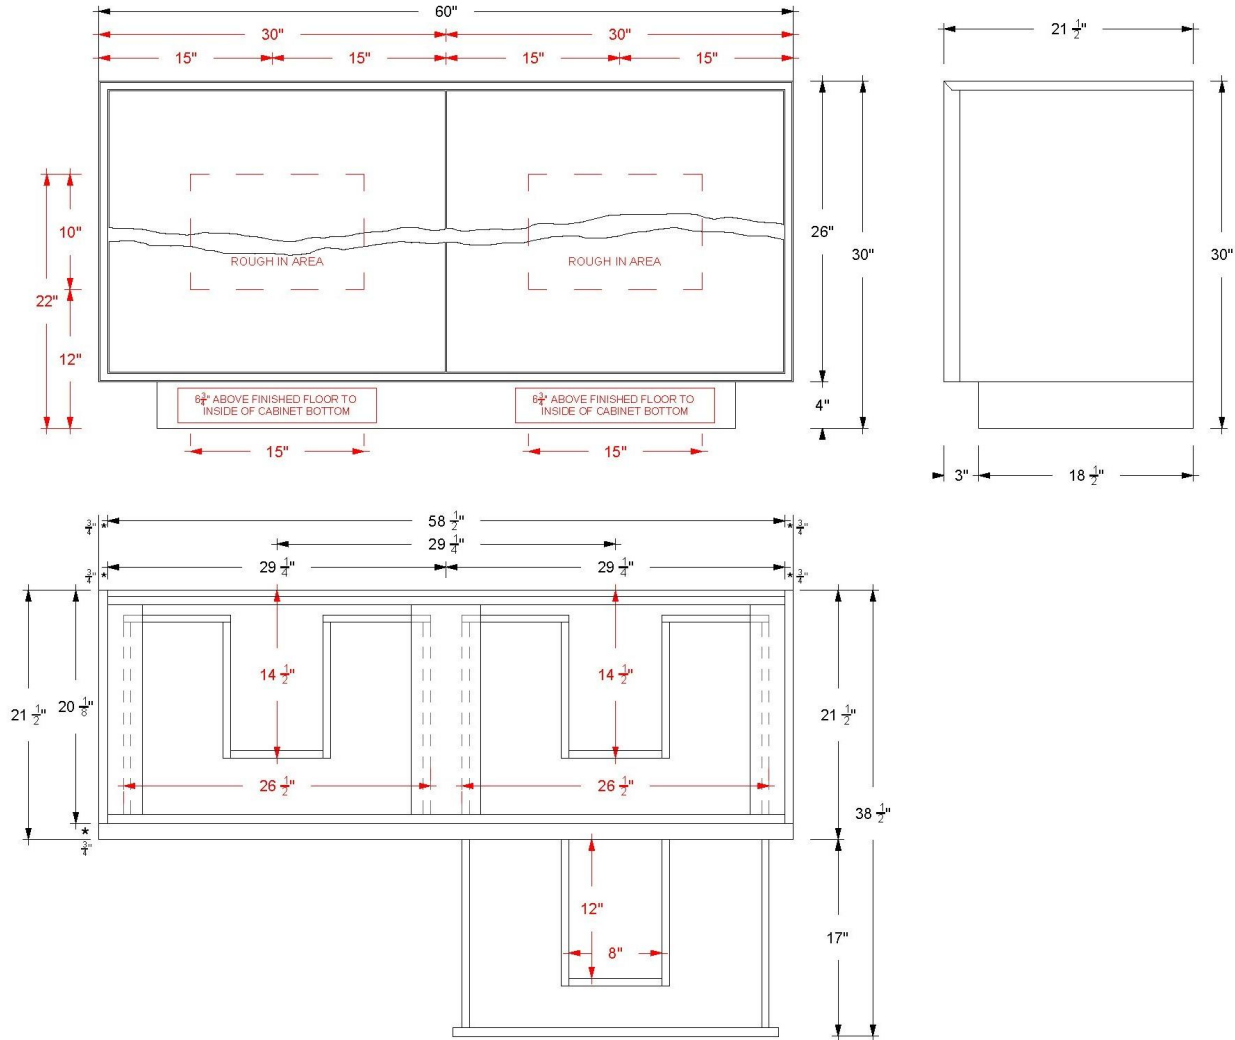 60"
21 1/2"
30" 30"
15" 15" 15" 15"
10"
26"
30"
30"
22"
12"
ROUGH IN AREA ROUGH IN AREA
6 3/4" ABOVE FINISHED FLOOR TO
INSIDE OF CABINET BOTTOM
6 3/4" ABOVE FINISHED FLOOR TO
INSIDE OF CABINET BOTTOM
4"
15" 15"
3" 18 1/2"
3/4" * 58 1/2" * 3/4"
29 1/4"
3/4" * 29 1/4" 29 1/4" * 3/4"
14 1/2" 14 1/2"
21 1/2" 20 1/8" 21 1/2"
26 1/2" 26 1/2"
38 1/2"
* 3/4"
12"
17"
8"